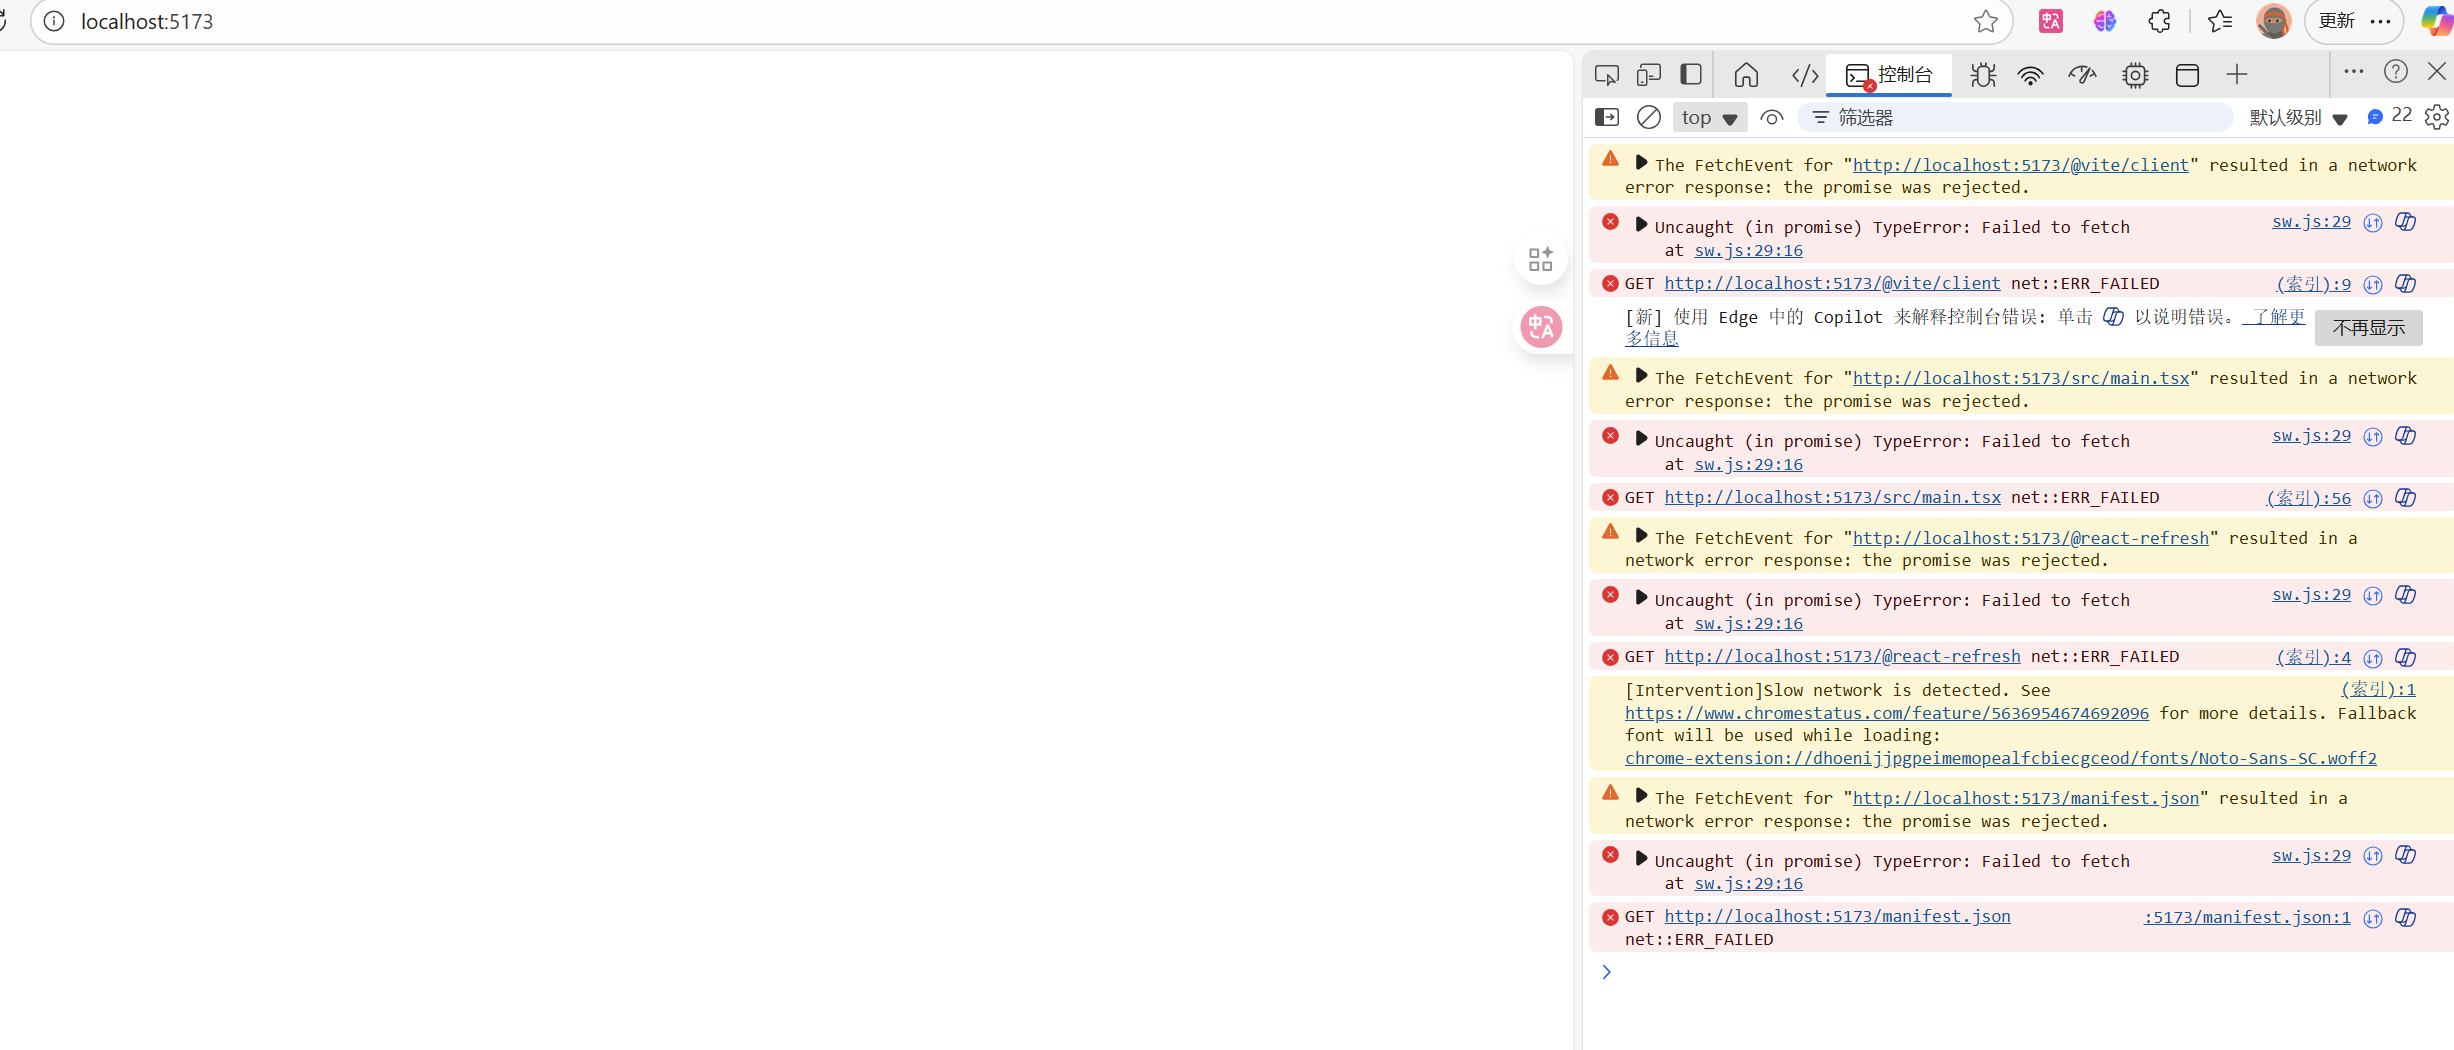 localhost:5173
更新
控制台
top
筛选器
默认级别
22
The FetchEvent for "http://localhost:5173/@vite/client" resulted in a network
error response: the promise was rejected.
Uncaught (in promise) TypeError: Failed to fetch
sw.js:29
at sw.js:29:16
GET http://localhost:5173/@vite/client net::ERR_FAILED
(索引):9
[新] 使用 Edge 中的 Copilot 来解释控制台错误: 单击 以说明错误。 了解更
多信息
不再显示
The FetchEvent for "http://localhost:5173/src/main.tsx" resulted in a network
error response: the promise was rejected.
Uncaught (in promise) TypeError: Failed to fetch
sw.js:29
at sw.js:29:16
GET http://localhost:5173/src/main.tsx net::ERR_FAILED
(索引):56
The FetchEvent for "http://localhost:5173/@react-refresh" resulted in a
network error response: the promise was rejected.
Uncaught (in promise) TypeError: Failed to fetch
sw.js:29
at sw.js:29:16
GET http://localhost:5173/@react-refresh net::ERR_FAILED
(索引):4
[Intervention]Slow network is detected. See
(索引):1
https://www.chromestatus.com/feature/5636954674692096 for more details. Fallback
font will be used while loading:
chrome-extension://dhoenijjpgpeimemopealfcbiecgceod/fonts/Noto-Sans-SC.woff2
The FetchEvent for "http://localhost:5173/manifest.json" resulted in a
network error response: the promise was rejected.
Uncaught (in promise) TypeError: Failed to fetch
sw.js:29
at sw.js:29:16
GET http://localhost:5173/manifest.json
:5173/manifest.json:1
net::ERR_FAILED
中A